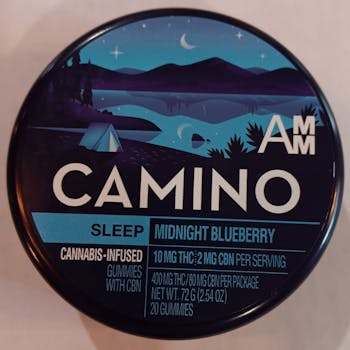 AMM
CAMINO
SLEEP MIDNIGHT BLUEBERRY
CANNABIS-INFUSED
GUMMIES
WITH CBN
10 MG THC 2 MG CBN PER SERVING
400 MG THC/80 MG CBN PER PACKAGE
NET WT. 72 G (2.54 OZ)
20 GUMMIES